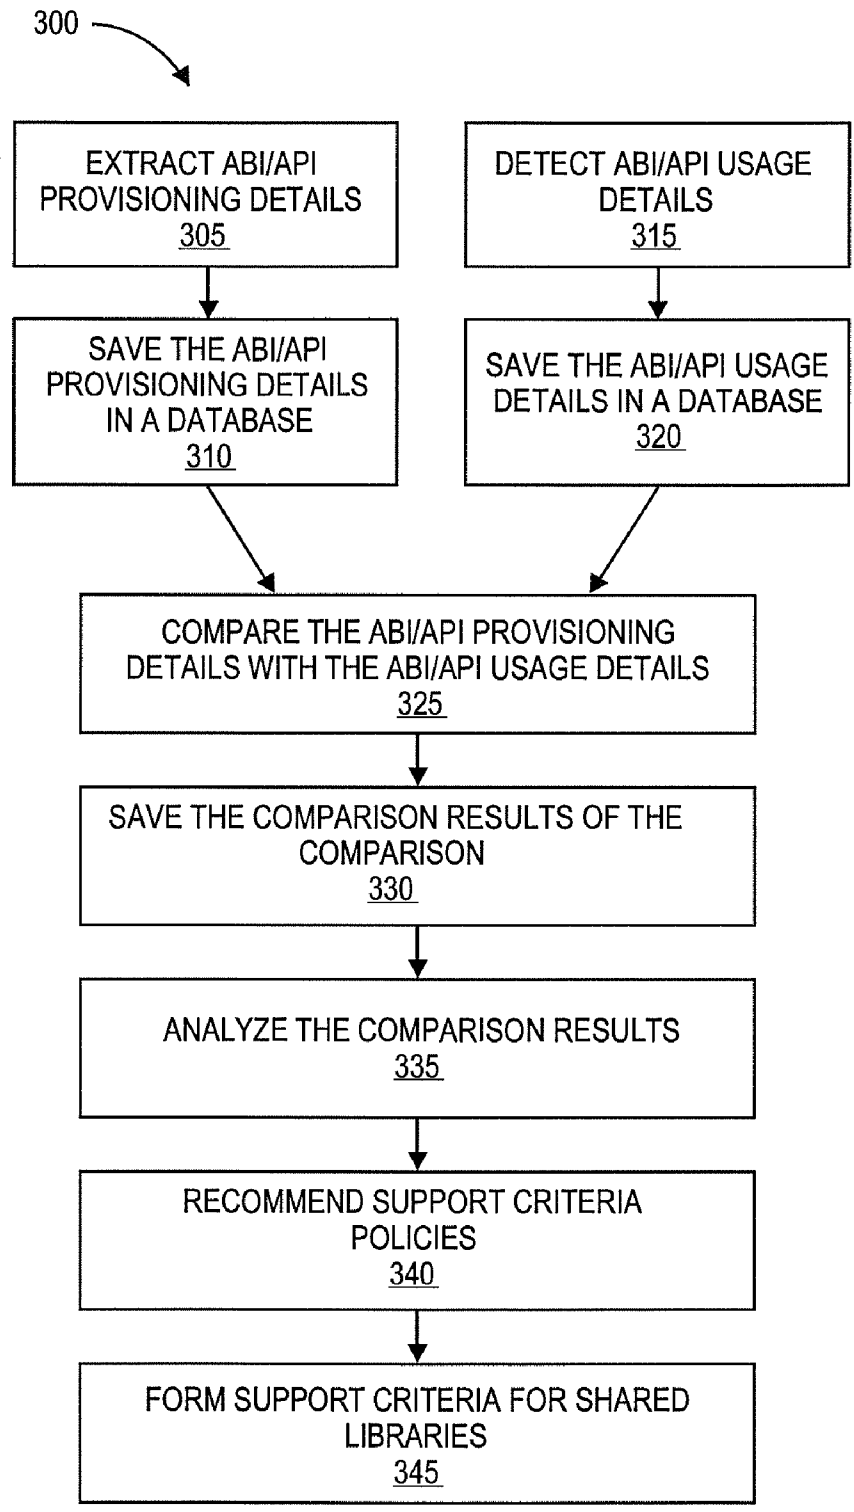 300
EXTRACT ABI/API
PROVISIONING DETAILS
305
DETECT ABI/API USAGE
DETAILS
315
SAVE THE ABI/API
PROVISIONING DETAILS
IN A DATABASE
310
SAVE THE ABI/API USAGE
DETAILS IN A DATABASE
320
COMPARE THE ABI/API PROVISIONING
DETAILS WITH THE ABI/API USAGE DETAILS
325
SAVE THE COMPARISON RESULTS OF THE
COMPARISON
330
ANALYZE THE COMPARISON RESULTS
335
RECOMMEND SUPPORT CRITERIA
POLICIES
340
FORM SUPPORT CRITERIA FOR SHARED
LIBRARIES
345